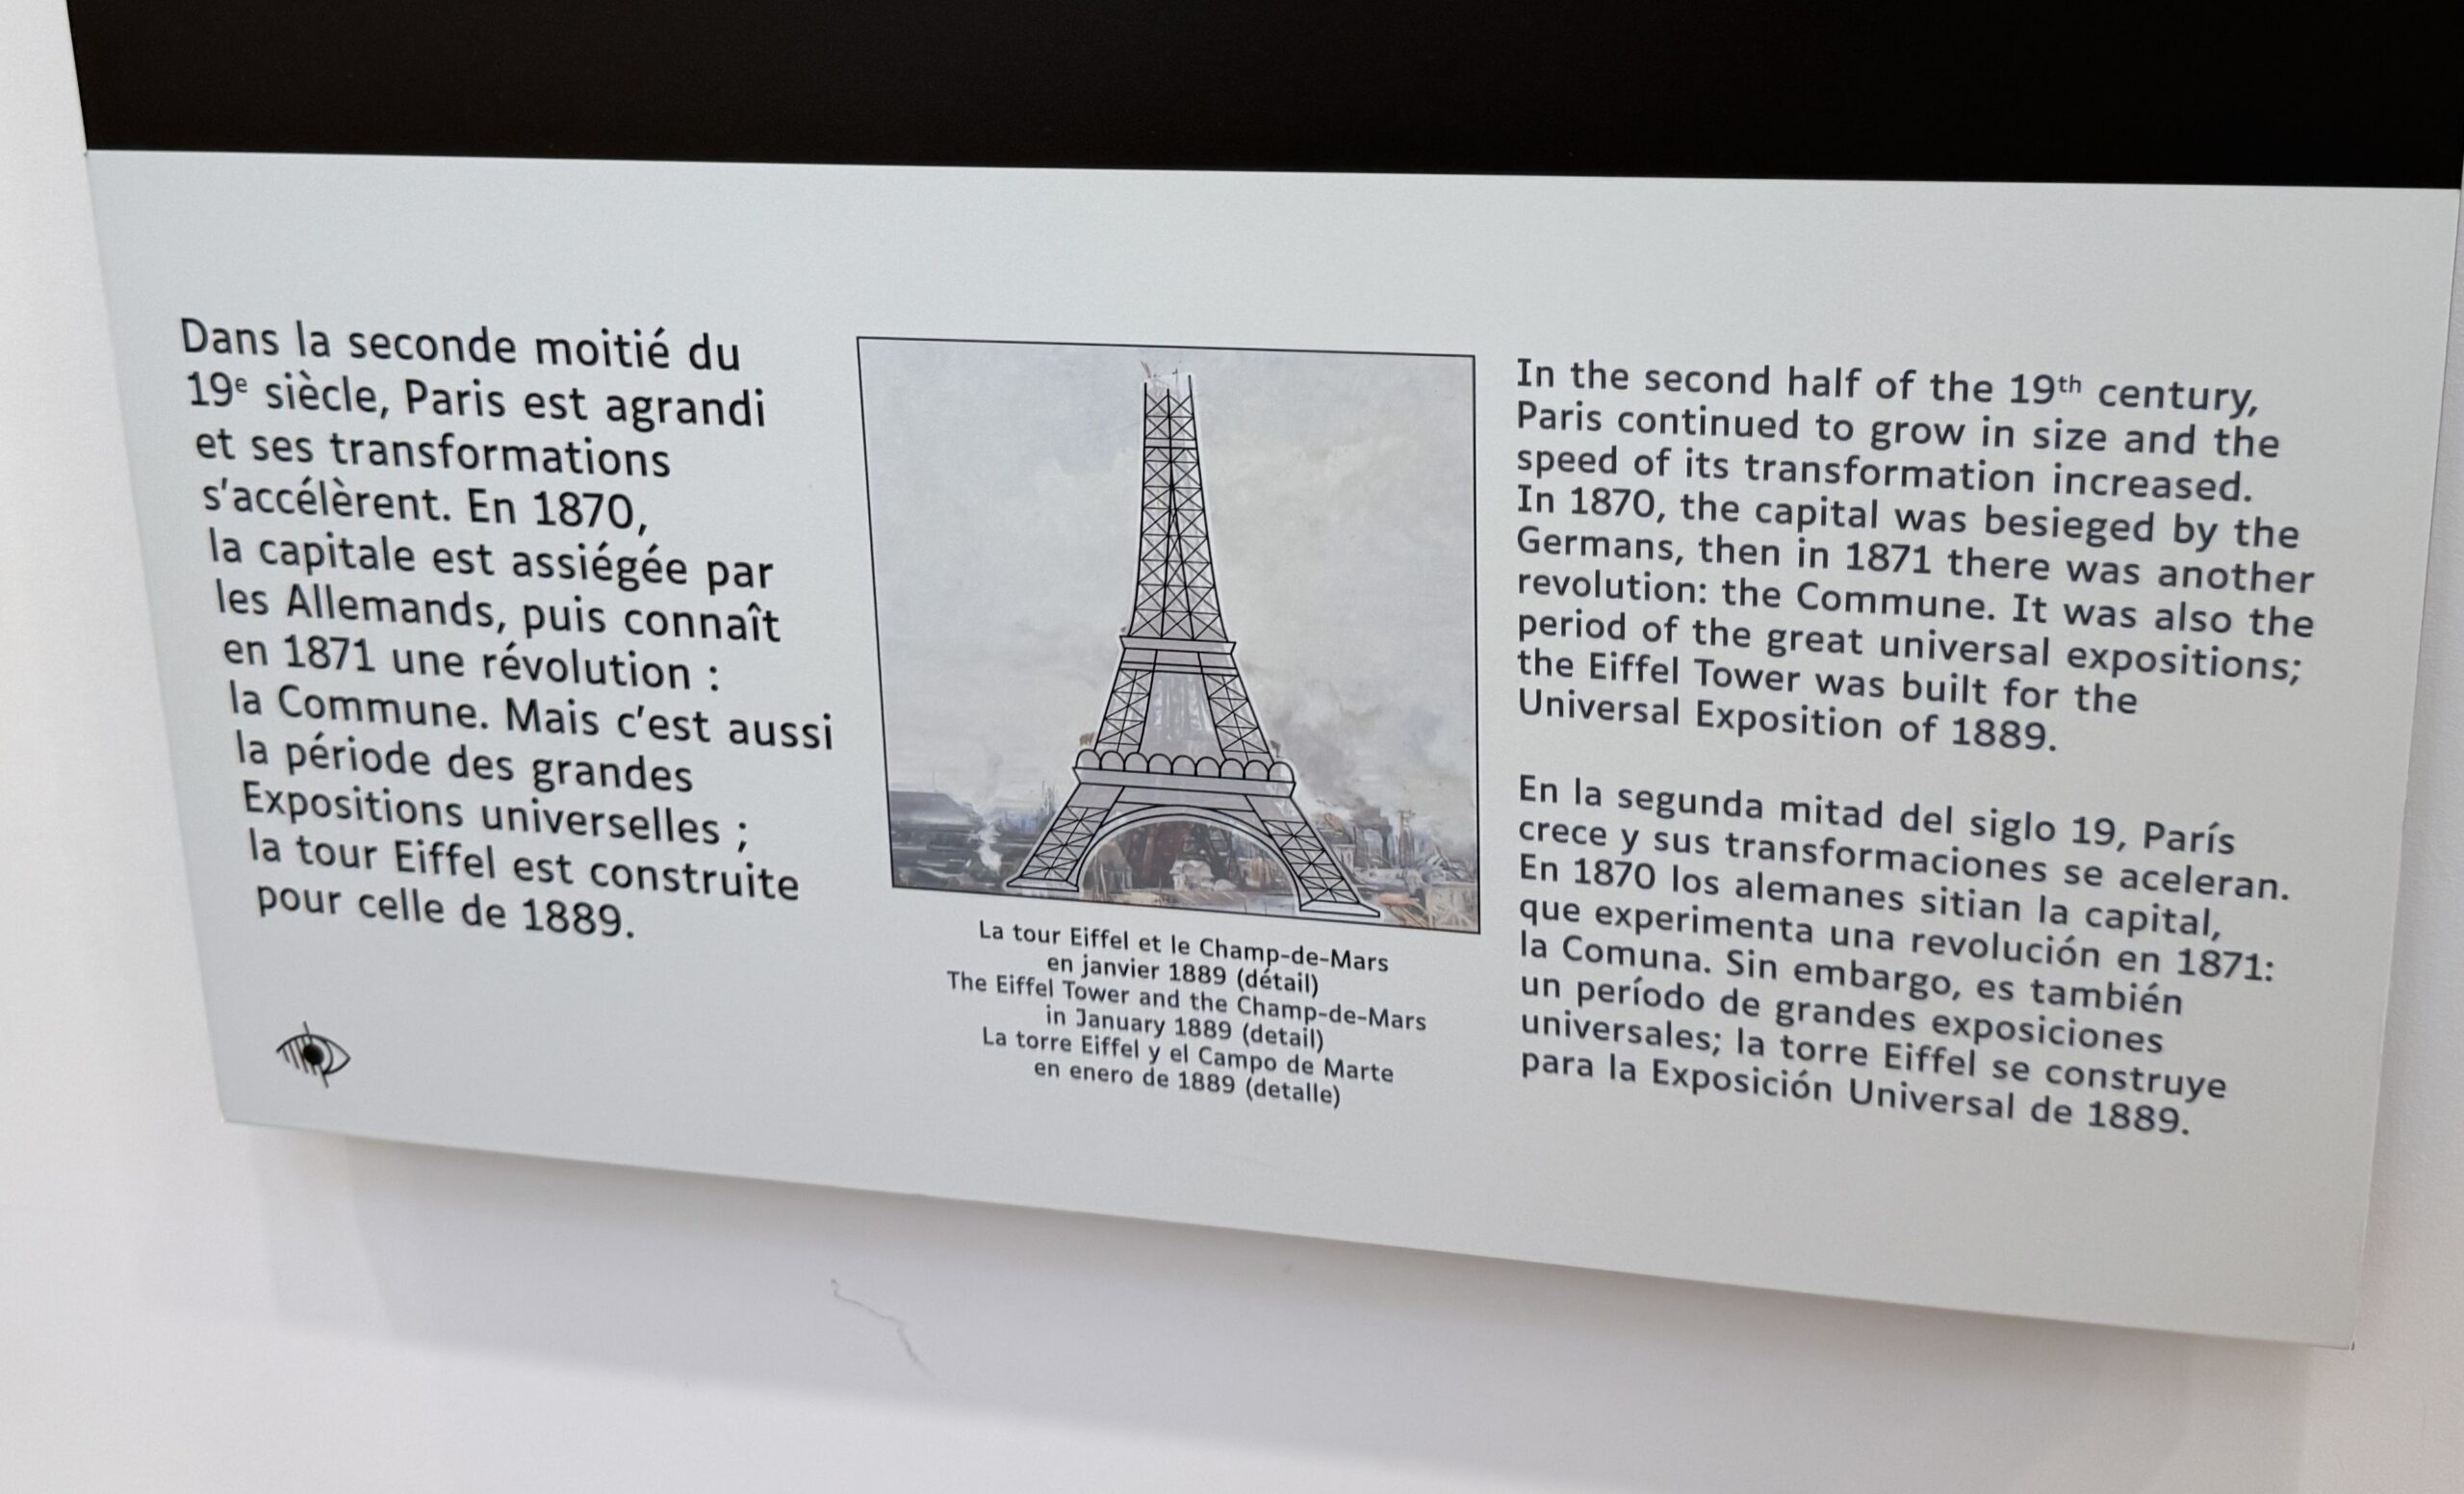 Dans la seconde moitié du
19e siècle, Paris est agrandi
et ses transformations
s'accélèrent. En 1870,
la capitale est assiégée par
les Allemands, puis connaît
en 1871 une révolution :
la Commune. Mais c'est aussi
la période des grandes
Expositions universelles ;
la tour Eiffel est construite
pour celle de 1889.
La tour Eiffel et le Champ-de-Mars
en janvier 1889 (détail)
The Eiffel Tower and the Champ-de-Mars
in January 1889 (detail)
La torre Eiffel y el Campo de Marte
en enero de 1889 (detalle)
In the second half of the 19th century,
Paris continued to grow in size and the
speed of its transformation increased.
In 1870, the capital was besieged by the
Germans, then in 1871 there was another
revolution: the Commune. It was also the
period of the great universal expositions;
the Eiffel Tower was built for the
Universal Exposition of 1889.
En la segunda mitad del siglo 19, París
crece y sus transformaciones se aceleran.
En 1870 los alemanes sitian la capital,
que experimenta una revolución en 1871:
la Comuna. Sin embargo, es también
un período de grandes exposiciones
universales; la torre Eiffel se construye
para la Exposición Universal de 1889.